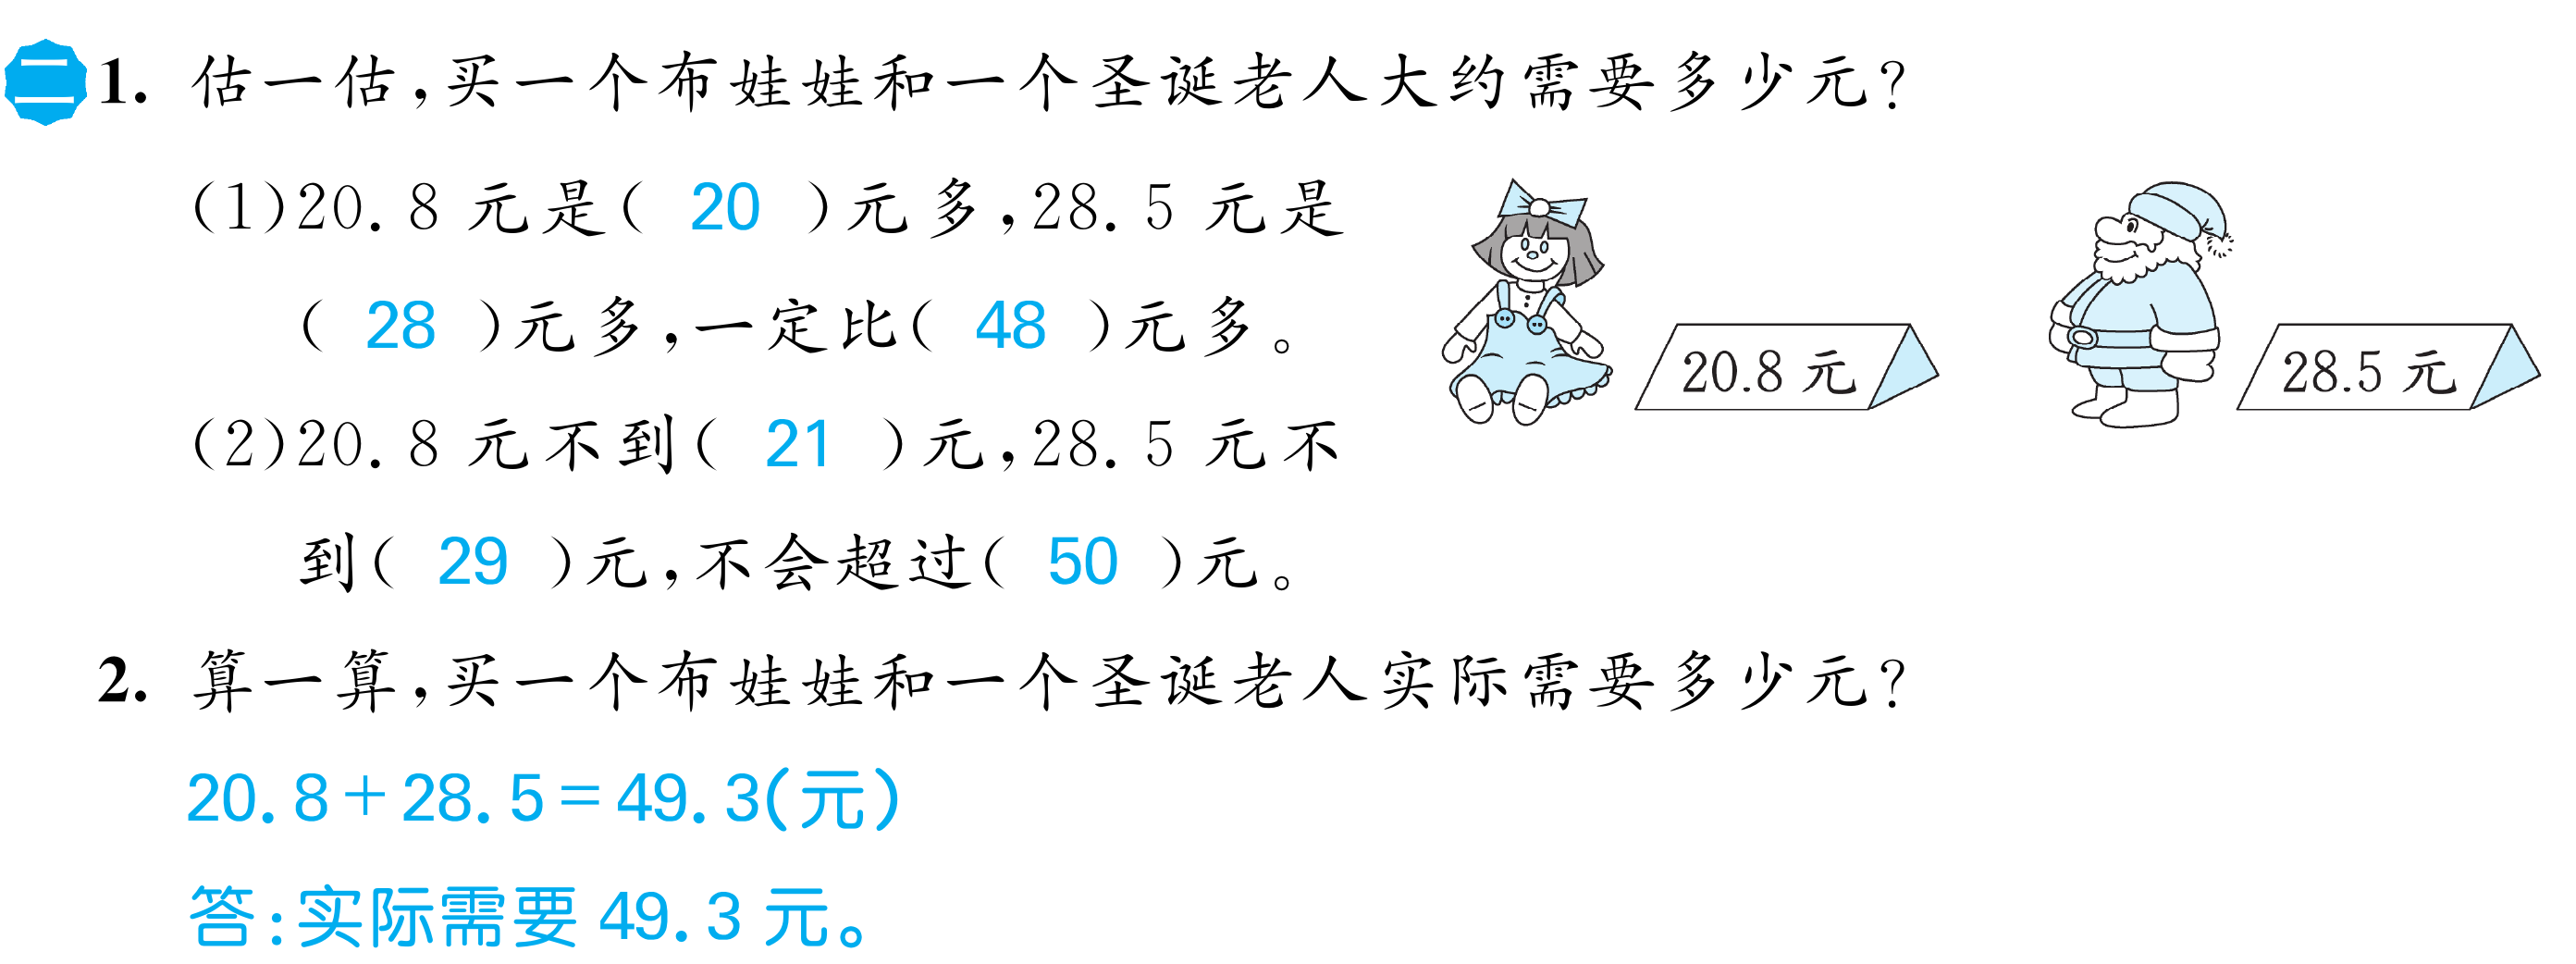 二 1. 估一估,买一个布娃娃和一个圣诞老人大约需要多少元?
(1)20.8 元是( 20 )元多,28.5 元是
( 28 )元多,一定比( 48 )元多。
20.8 元
28.5 元
(2)20.8 元不到( 21 )元,28.5 元不
到( 29 )元,不会超过( 50 )元。
2. 算一算,买一个布娃娃和一个圣诞老人实际需要多少元?
20.8+28.5=49.3(元)
答:实际需要 49.3 元。